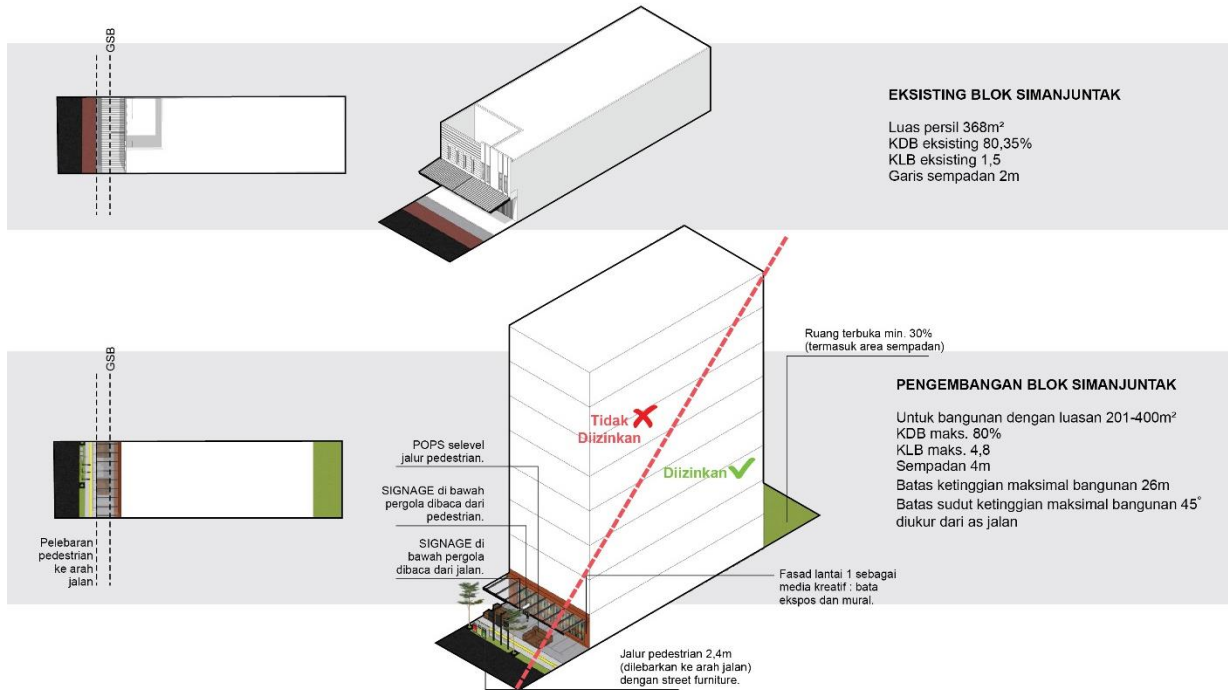 GSB
EKSISTING BLOK SIMANJUNTAK
Luas persil 368m²
KDB eksisting 80,35%
KLB eksisting 1,5
Garis sempadan 2m
GSB
Pelebaran
pedestrian
ke arah
jalan
POPS selevel
jalur pedestrian.
SIGNAGE di bawah
pergola dibaca dari
pedestrian.
SIGNAGE di
bawah pergola
dibaca dari jalan.
Tidak
Diizinkan
Diizinkan
Ruang terbuka min. 30%
(termasuk area sempadan)
Fasad lantai 1 sebagai
media kreatif : bata
ekspos dan mural.
Jalur pedestrian 2,4m
(dilebarkan ke arah jalan)
dengan street furniture.
PENGEMBANGAN BLOK SIMANJUNTAK
Untuk bangunan dengan luasan 201-400m²
KDB maks. 80%
KLB maks. 4,8
Sempadan 4m
Batas ketinggian maksimal bangunan 26m
Batas sudut ketinggian maksimal bangunan 45°
diukur dari as jalan